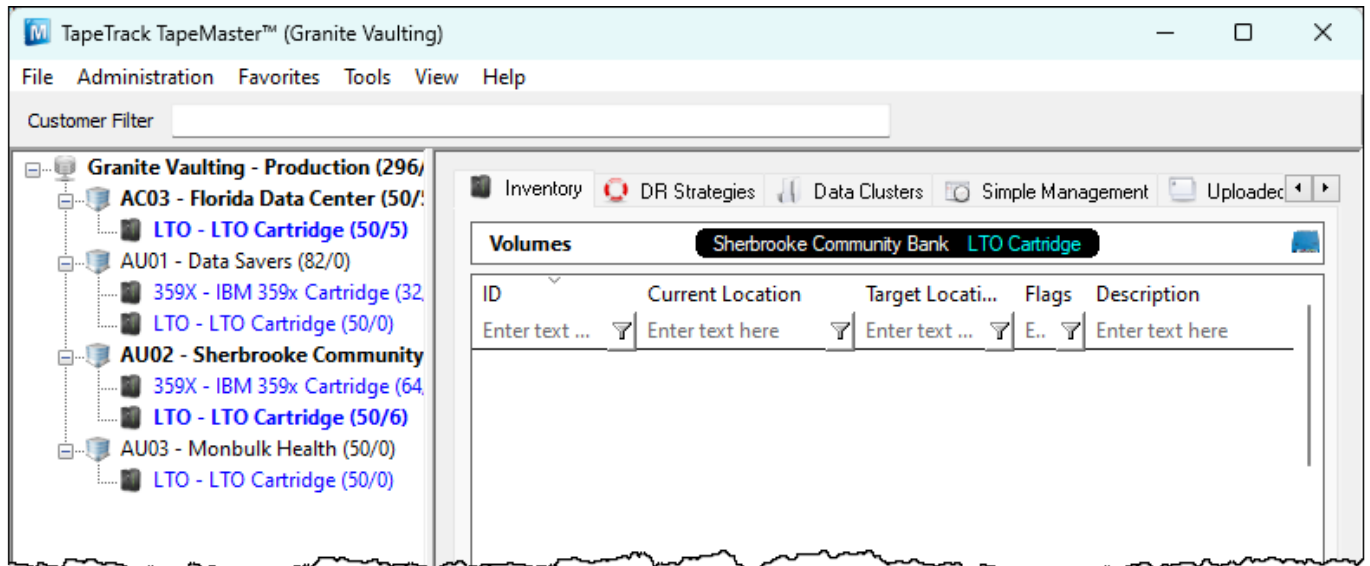 TapeTrack TapeMaster™ (Granite Vaulting)
File Administration Favorites Tools View Help
Customer Filter
Granite Vaulting - Production (296/
AC03 - Florida Data Center (50/
LTO - LTO Cartridge (50/5)
AU01 - Data Savers (82/0)
359X - IBM 359x Cartridge (32,
LTO - LTO Cartridge (50/0)
AU02 - Sherbrooke Community
359X - IBM 359x Cartridge (64,
LTO - LTO Cartridge (50/6)
AU03 - Monbulk Health (50/0)
LTO - LTO Cartridge (50/0)
Inventory DR Strategies Data Clusters Simple Management Uploaded
Volumes Sherbrooke Community Bank LTO Cartridge
ID Current Location Target Locati... Flags Description
Enter text ... Enter text here Enter text ... E.. Enter text here